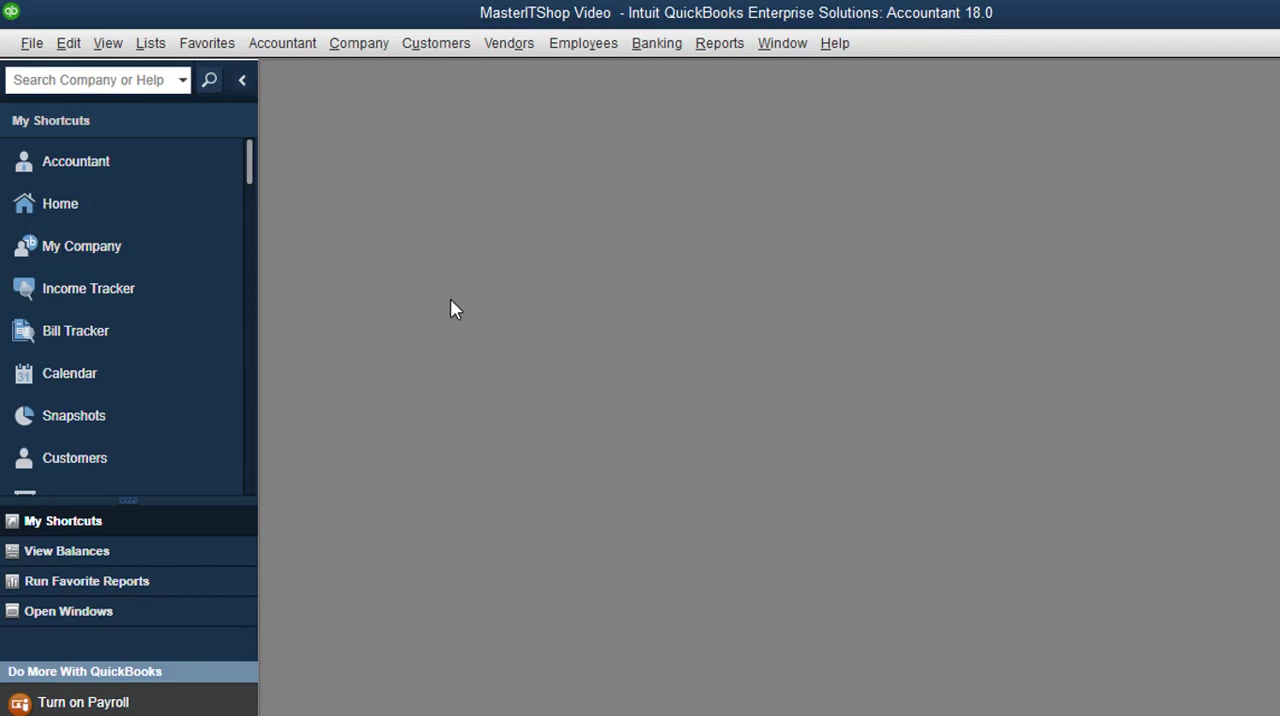 MasterITShop Video - Intuit QuickBooks Enterprise Solutions: Accountant 18.0
File Edit View Lists Favorites Accountant Company Customers Vendors Employees Banking Reports Window Help
Search Company or Help
My Shortcuts
Accountant
Home
My Company
Income Tracker
Bill Tracker
31
Calendar
Snapshots
Customers
My Shortcuts
View Balances
Run Favorite Reports
Open Windows
Do More With QuickBooks
Turn on Payroll